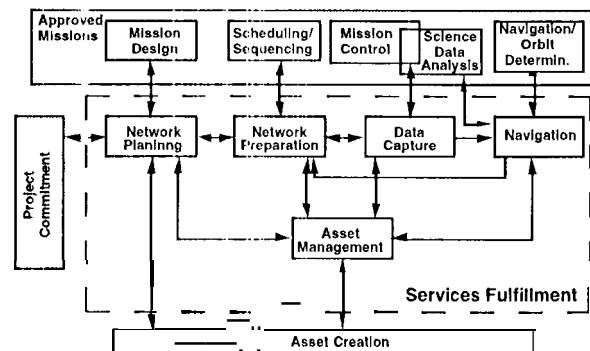 Approved
Missions
Mission
Design
Scheduling/
Sequencing
Mission
Control
Science
Data
Analysis
Navigation/
Orbit
Determin.
Project
Commitment
Network
Planning
Network
Preparation
Data
Capture
Navigation
Asset
Management
Services Fulfillment
Asset Creation